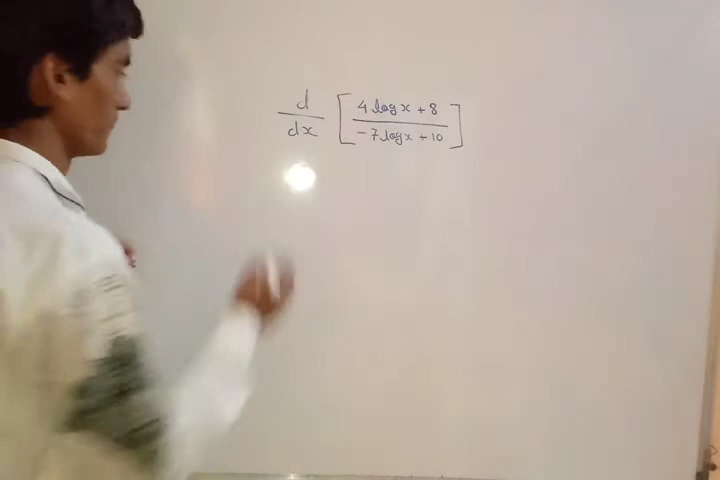 d/dx [ (4 log x + 8) / (-7 log x + 10) ]